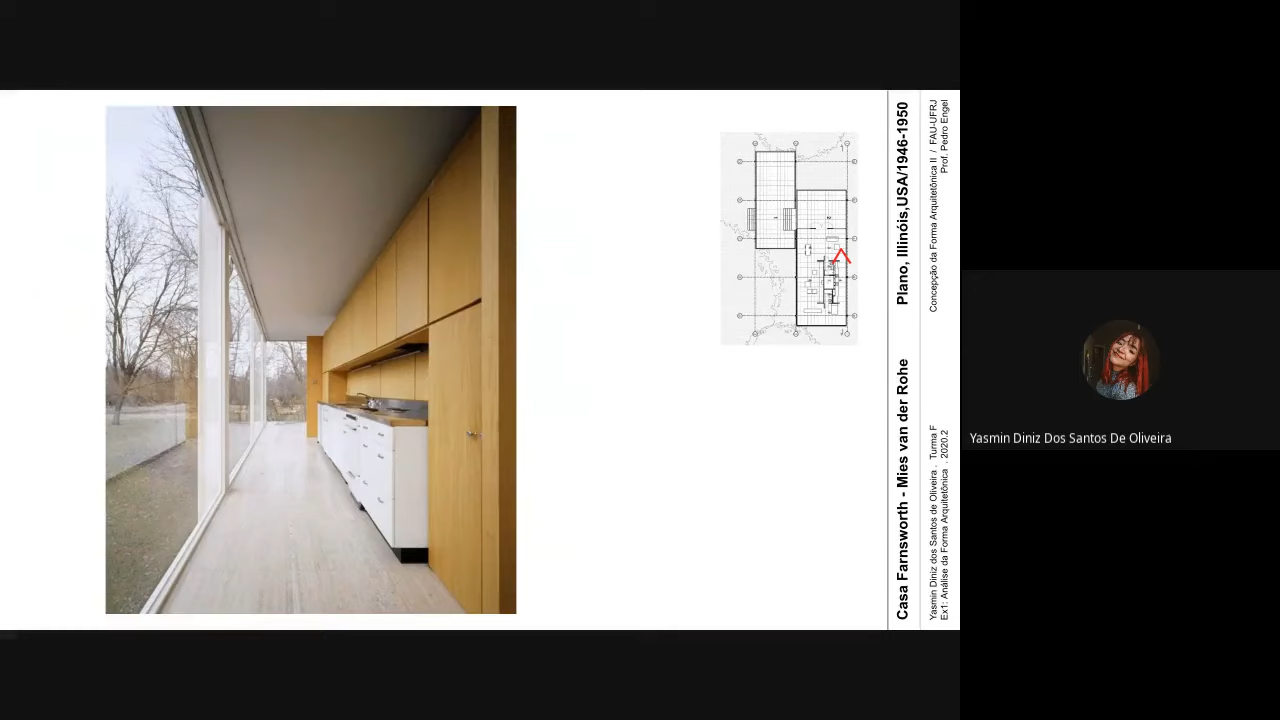 Casa Farnsworth - Mies van der Rohe
Plano, Illinóis,USA/1946-1950
Yasmin Diniz dos Santos de Oliveira . Turma F
Ex1: Análise da Forma Arquitetônica . 2020.2
Concepção da Forma Arquitetônica II / FAU-UFRJ
Prof. Pedro Engel
Yasmin Diniz Dos Santos De Oliveira